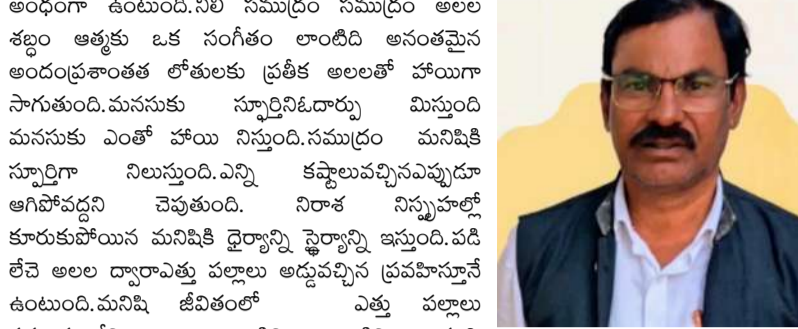 అంధంగా ఉంటుంది.నీలి సముద్రం సముద్రం అలల
శబ్దం ఆత్మకు ఒక సంగీతం లాంటిది అనంతమైన
అందంప్రశాంతత లోతులకు ప్రతీక అలలతో హాయిగా
సాగుతుంది.మనసుకు స్ఫూర్తినిఓదార్పు మిస్తుంది
మనసుకు ఎంతో హాయి నిస్తుంది.సముద్రం మనిషికి
స్పూర్తిగా నిలుస్తుంది.ఎన్ని కష్టాలువచ్చినఎప్పుడూ
ఆగిపోవద్దని చెపుతుంది. నిరాశ నిస్పృహల్లో
కూరుకుపోయిన మనిషికి ధైర్యాన్ని స్థైర్యాన్ని ఇస్తుంది.పడి
లేచె అలల ద్వారాఎత్తు పల్లాలు అడ్డువచ్చిన ప్రవహిస్తూనే
ఉంటుంది.మనిషి జీవితంలో ఎత్తు పల్లాలు